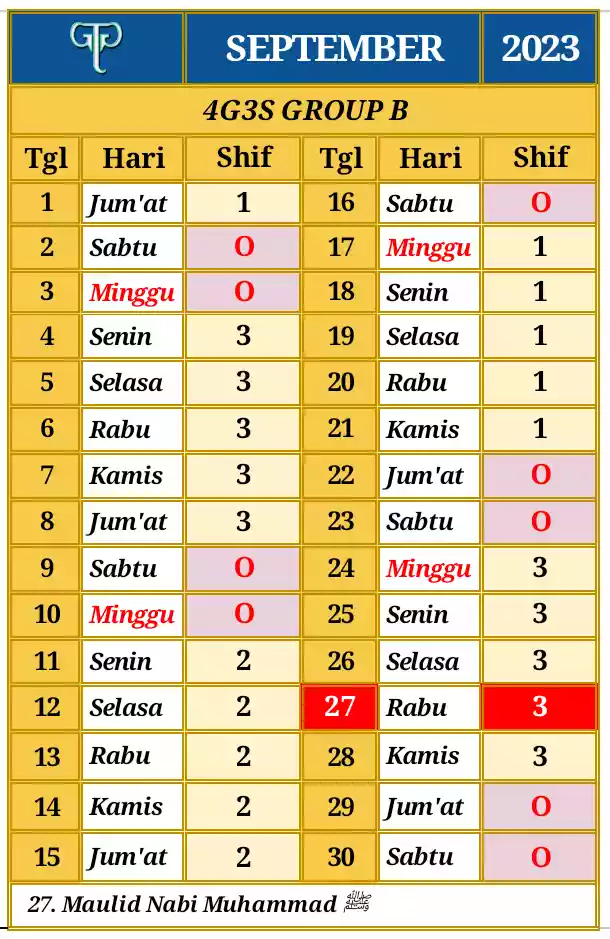 SEPTEMBER 2023
4G3S GROUP B
Tgl Hari Shif Tgl Hari Shif
1 Jum'at 1 16 Sabtu O
2 Sabtu O 17 Minggu 1
3 Minggu O 18 Senin 1
4 Senin 3 19 Selasa 1
5 Selasa 3 20 Rabu 1
6 Rabu 3 21 Kamis 1
7 Kamis 3 22 Jum'at O
8 Jum'at 3 23 Sabtu O
9 Sabtu O 24 Minggu 3
10 Minggu O 25 Senin 3
11 Senin 2 26 Selasa 3
12 Selasa 2 27 Rabu 3
13 Rabu 2 28 Kamis 3
14 Kamis 2 29 Jum'at O
15 Jum'at 2 30 Sabtu O
27. Maulid Nabi Muhammad ﷺ